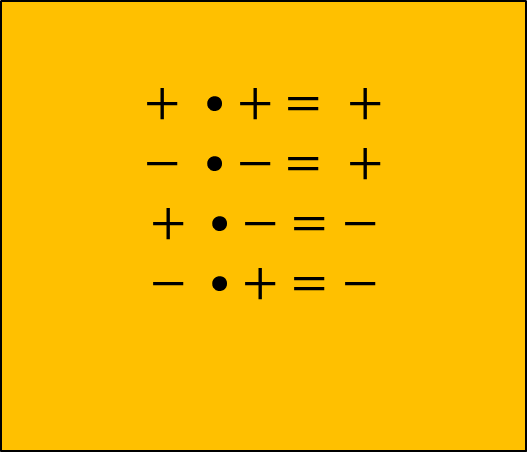 + • + = +
− • − = +
+ • − = −
− • + = −